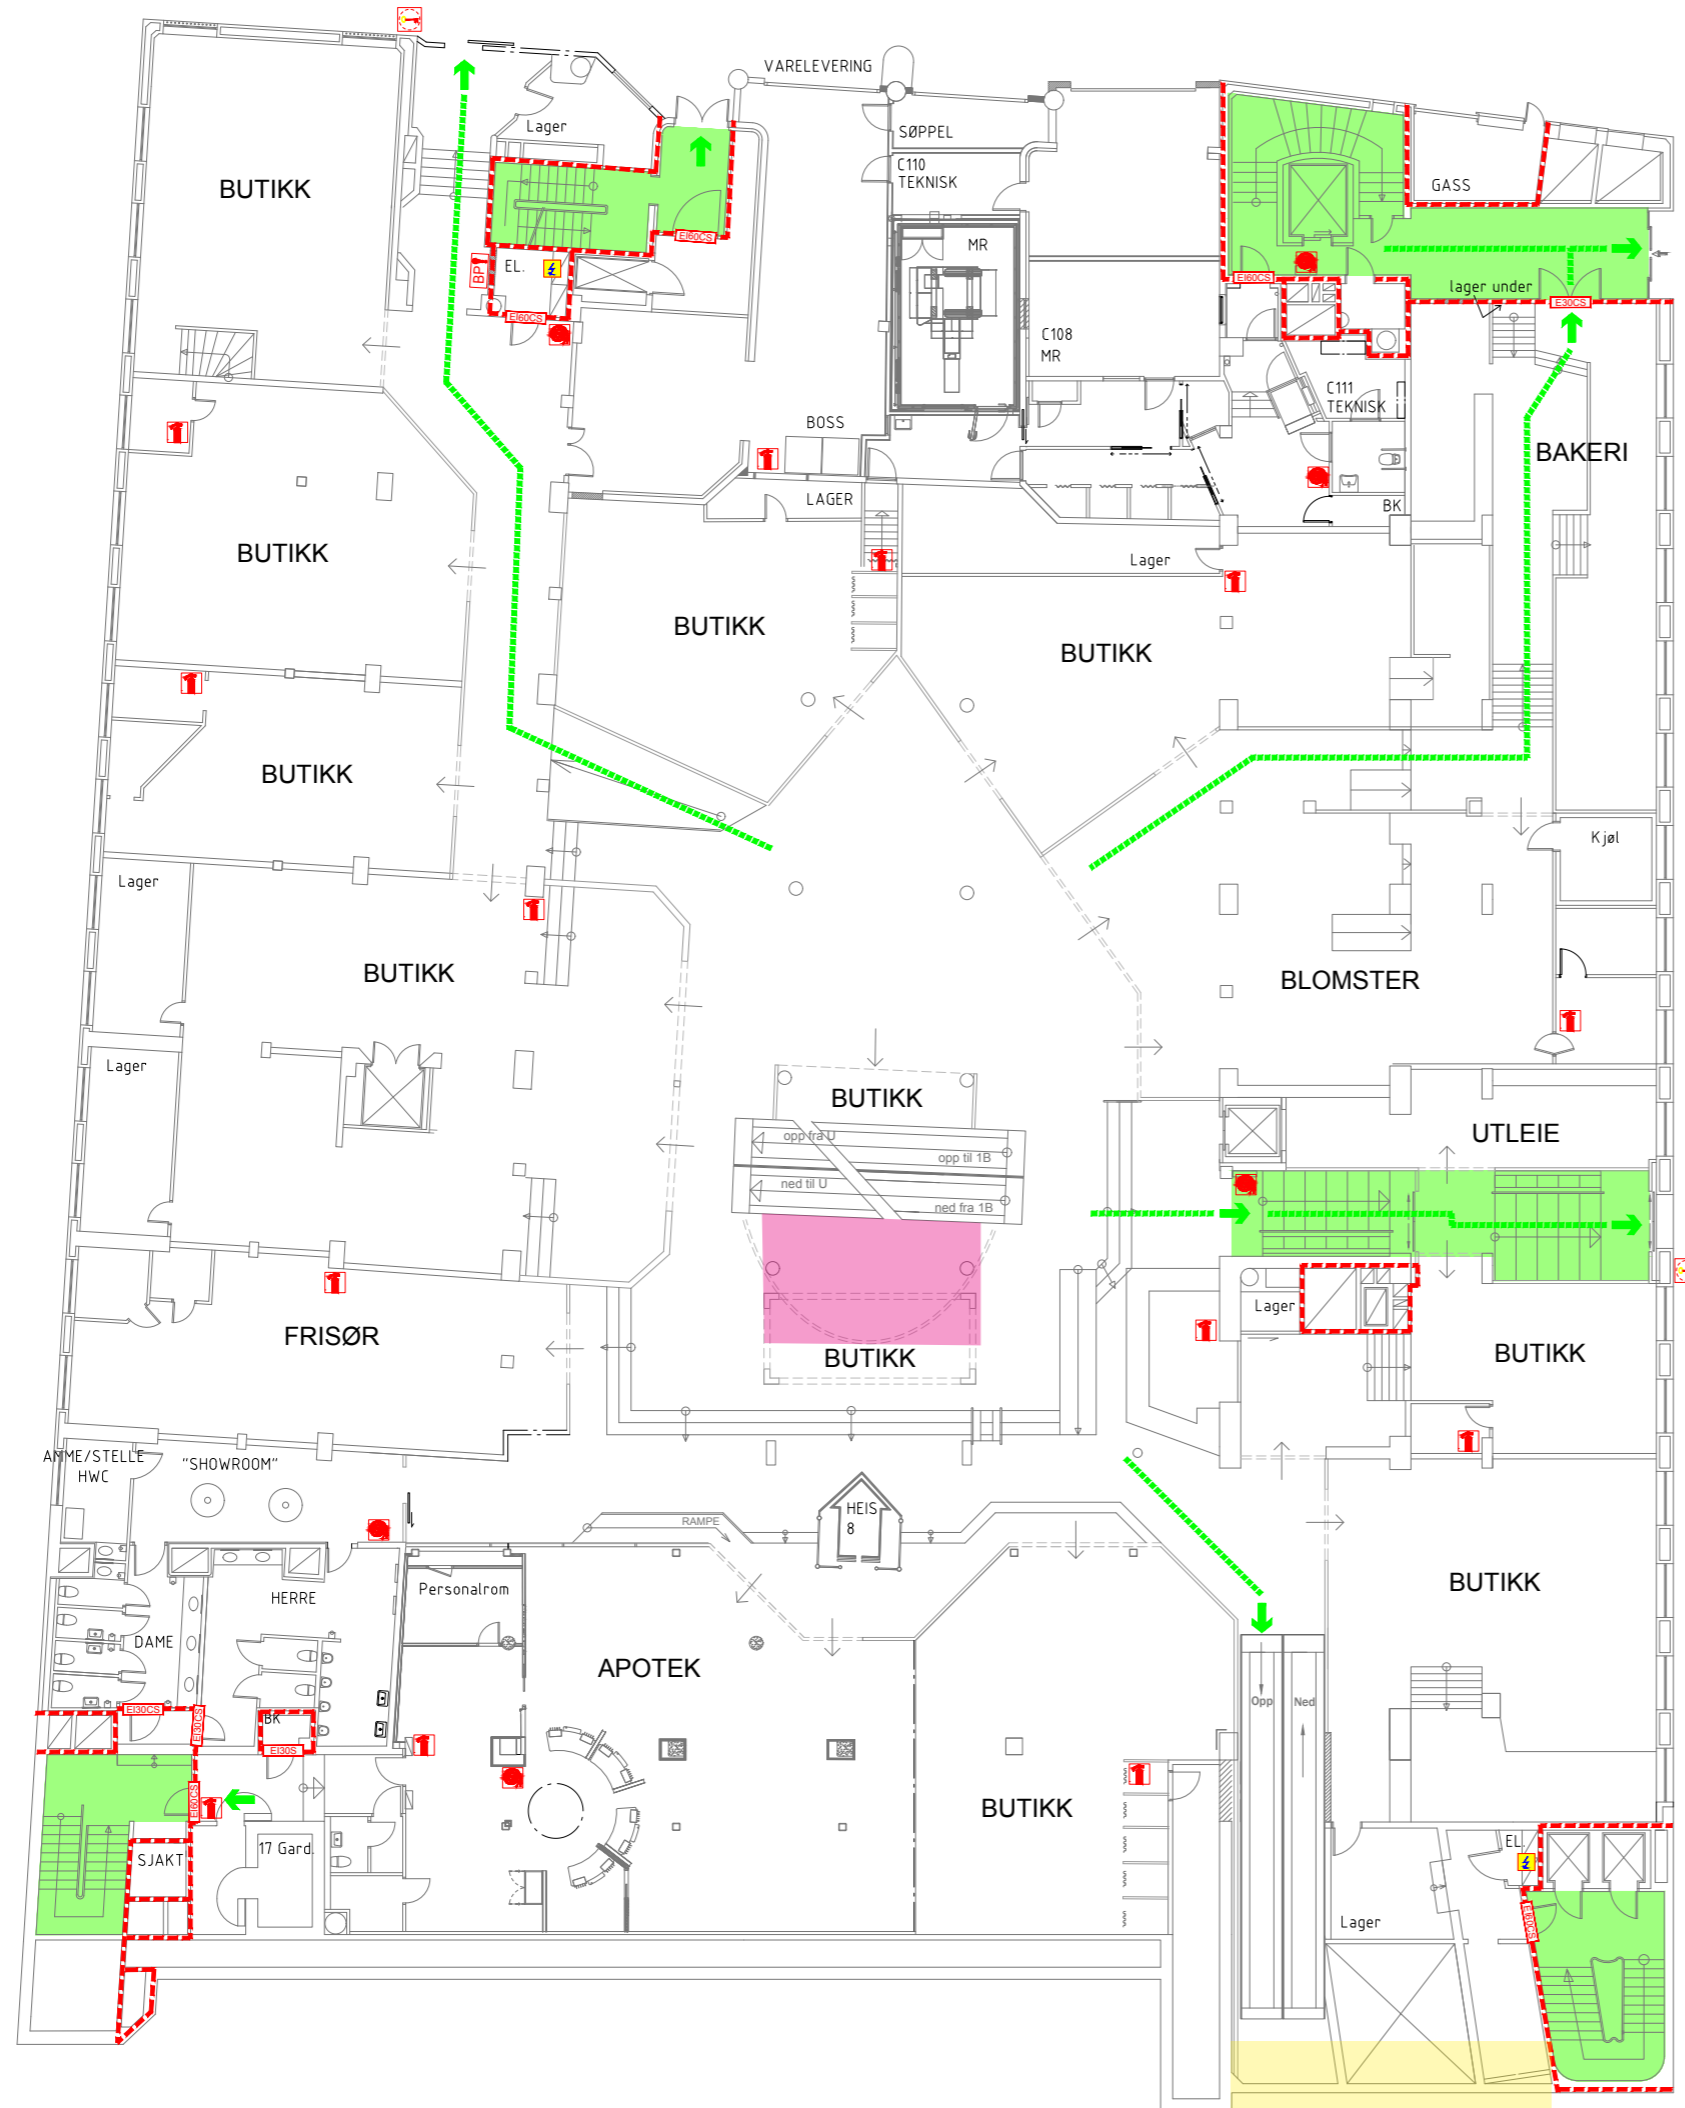 VARELEVERING
Lager
SØPPEL
BUTIKK
C110
TEKNISK
GASS
EI60CS
MR
BP
EL.
EI60CS
lager under
E30CS
EI60CS
C108
MR
C111
TEKNISK
BOSS
BAKERI
LAGER
BK
BUTIKK
Lager
BUTIKK
BUTIKK
BUTIKK
Kjøl
Lager
BUTIKK
BLOMSTER
Lager
BUTIKK
opp fra U
opp til 1B
UTLEIE
ned til U
ned fra 1B
Lager
FRISØR
BUTIKK
BUTIKK
AMME/STELLE
HWC
"SHOWROOM"
HEIS
8
RAMPE
Personalrom
HERRE
BUTIKK
DAME
APOTEK
Opp
Ned
EI30CS
EI30CS
BK
EI30S
EI60CS
BUTIKK
17 Gard.
SJAKT
EL.
EI60CS
Lager